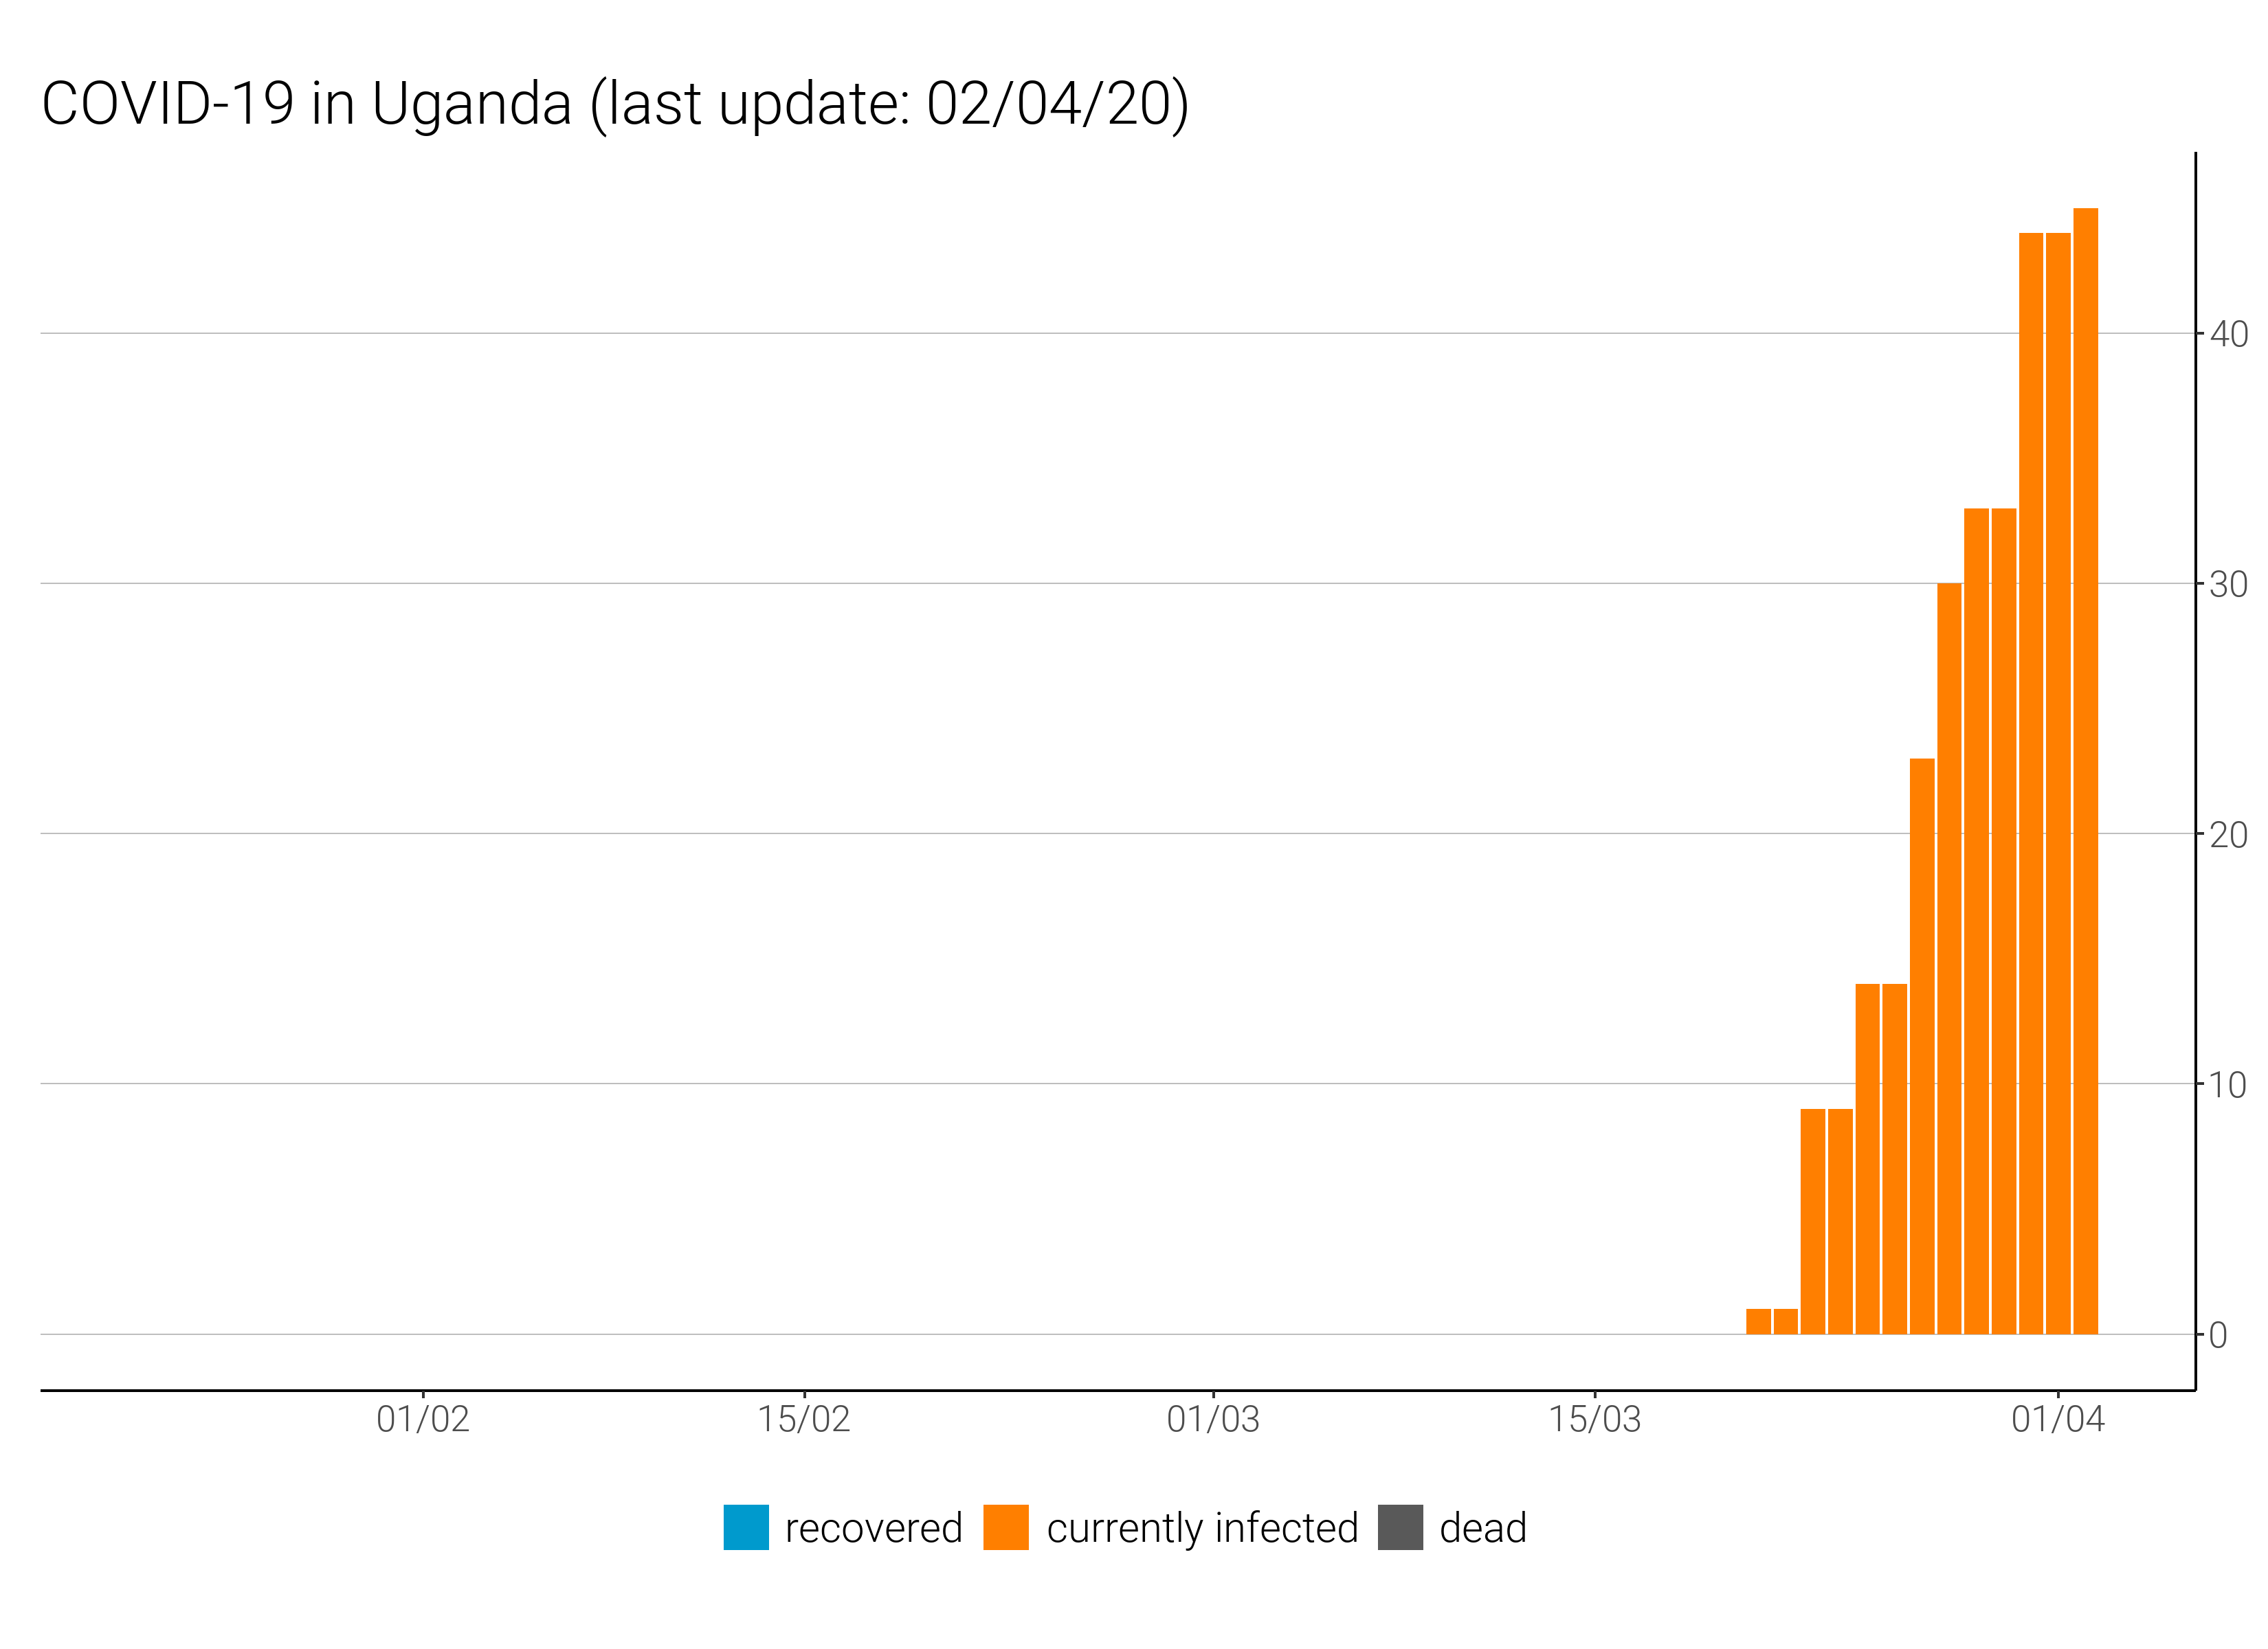 COVID-19 in Uganda (last update: 02/04/20)
40
30
20
10
0
01/02 15/02 01/03 15/03 01/04
recovered currently infected dead